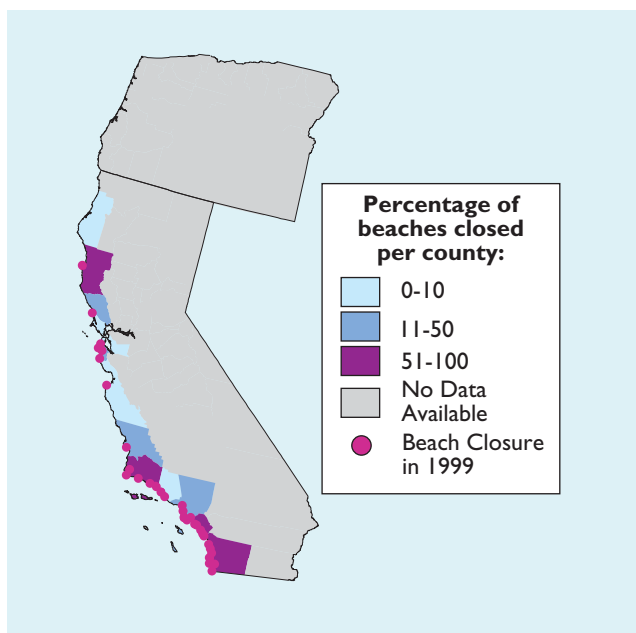 Percentage of
beaches closed
per county:
0-10
11-50
51-100
No Data
Available
Beach Closure
in 1999